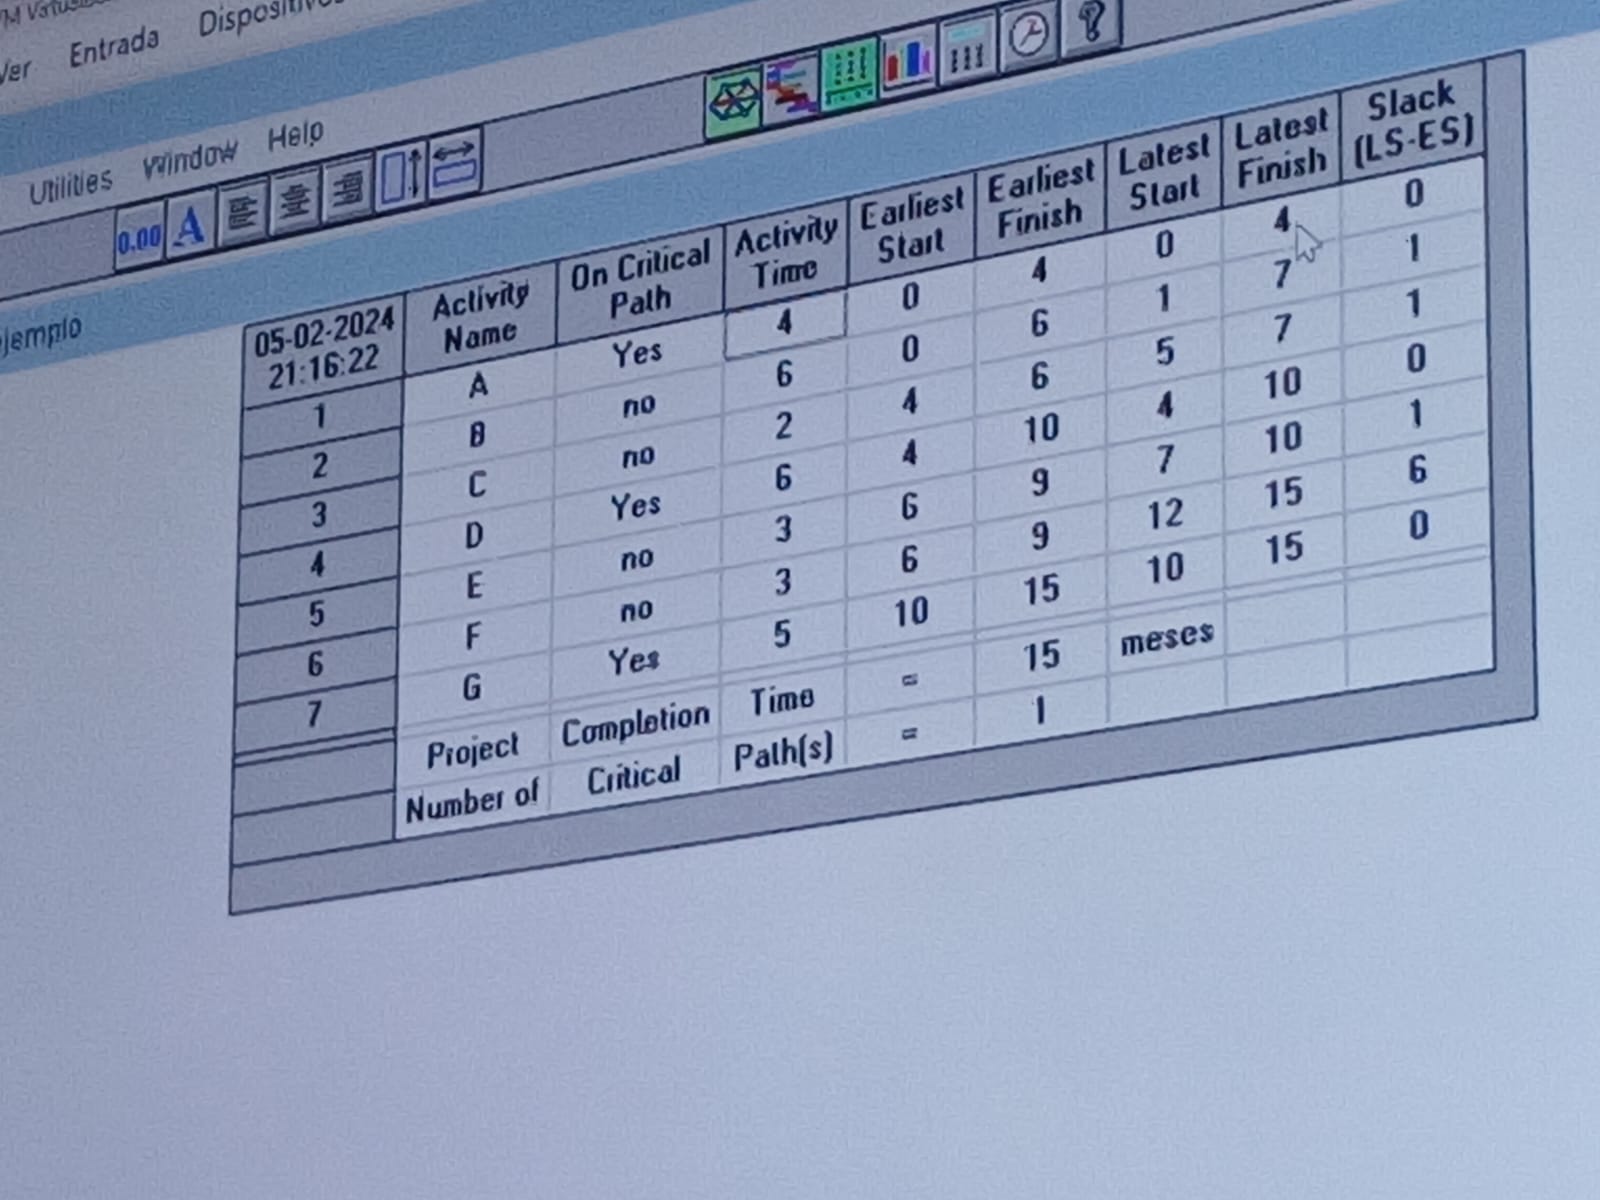 Ver Entrada
Utilities Window Help
0.00 A
05-02-2024 21:16:22 Activity Name On Critical Path Activity Time Earliest Start Earliest Finish Latest Start Latest Finish Slack (LS-ES)
1 A Yes 4 0 4 0 4 0
2 B no 6 0 6 1 7 1
3 C no 2 4 6 5 7 1
4 D Yes 6 4 10 4 10 0
5 E no 3 6 9 7 10 1
6 F no 3 6 9 12 15 6
7 G Yes 5 10 15 10 15 0
Project Completion Time = 15 meses
Number of Critical Path(s) = 1